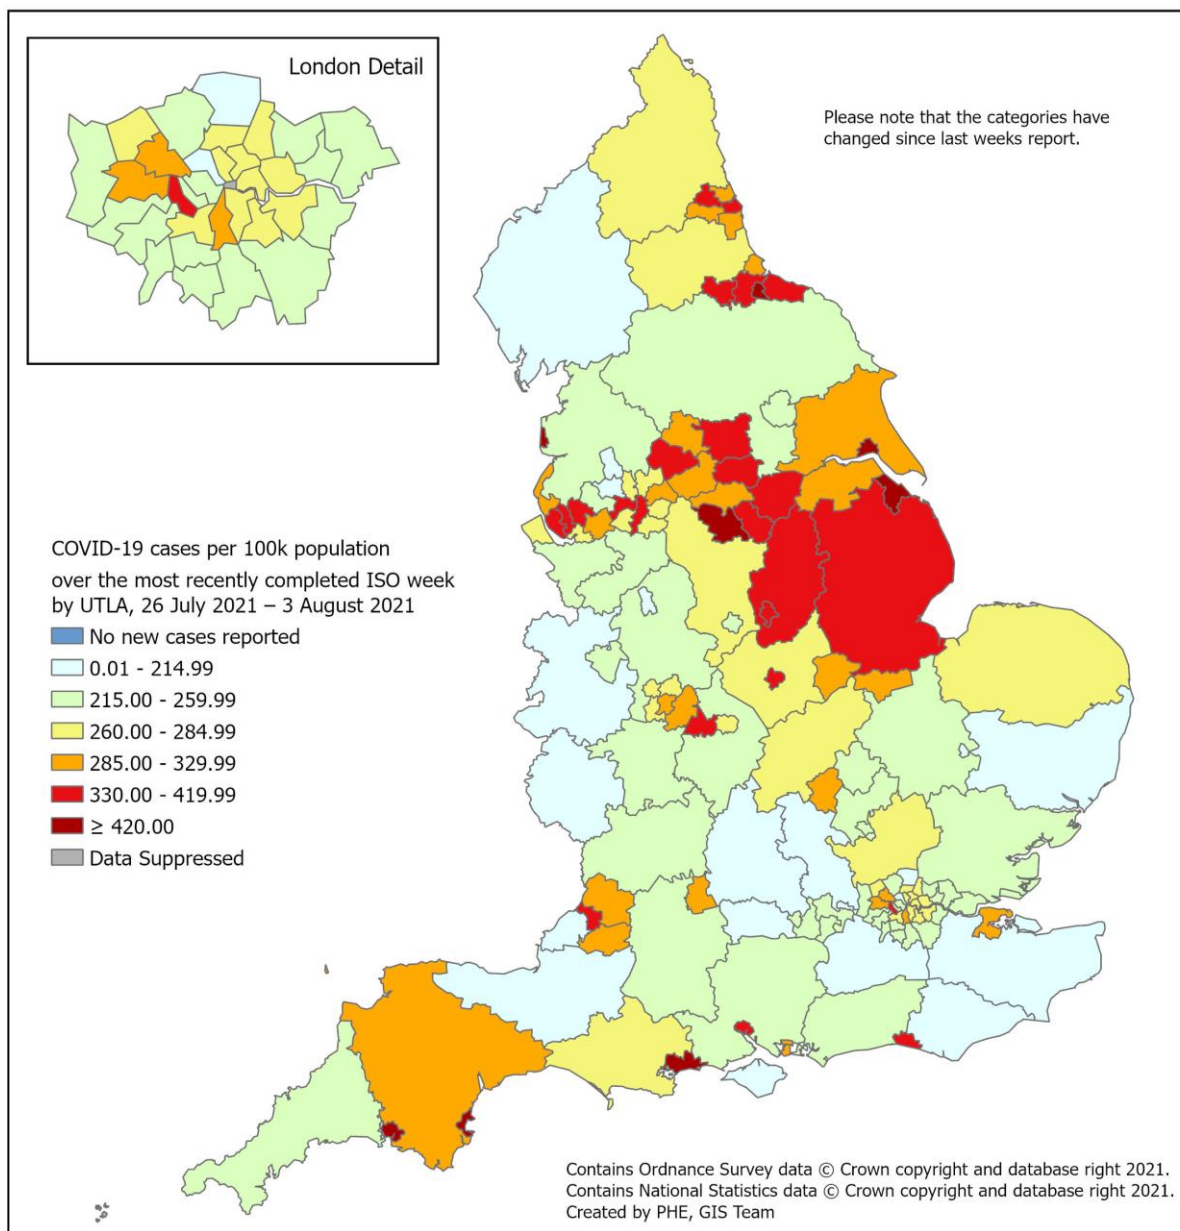 London Detail
Please note that the categories have
changed since last weeks report.
COVID-19 cases per 100k population
over the most recently completed ISO week
by UTLA, 26 July 2021 – 3 August 2021
No new cases reported
0.01 - 214.99
215.00 - 259.99
260.00 - 284.99
285.00 - 329.99
330.00 - 419.99
≥ 420.00
Data Suppressed
Contains Ordnance Survey data © Crown copyright and database right 2021.
Contains National Statistics data © Crown copyright and database right 2021.
Created by PHE, GIS Team